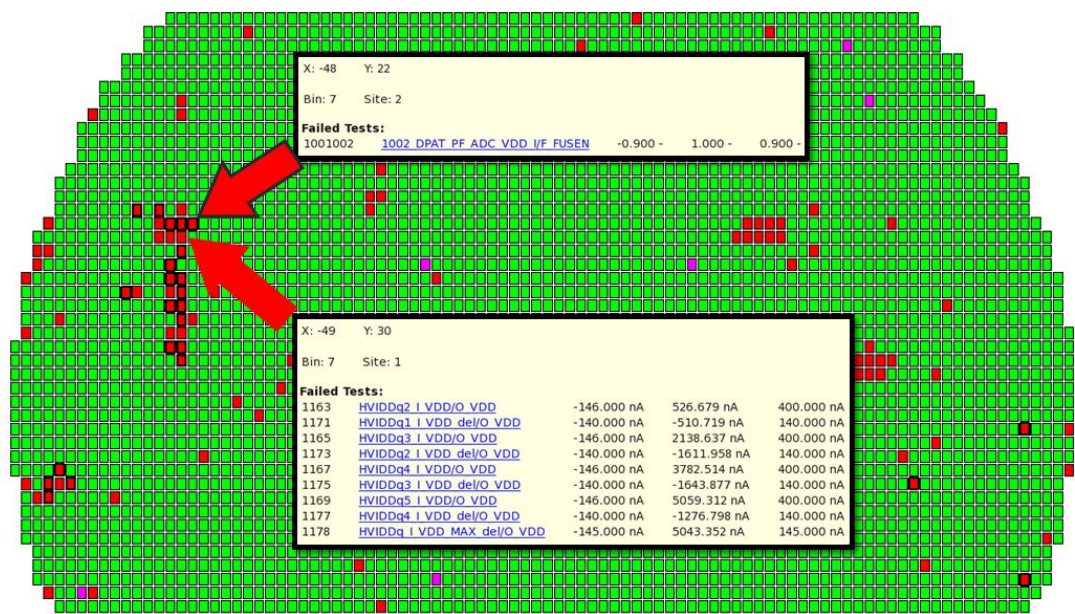 X: -48 Y: 22
Bin: 7 Site: 2
Failed Tests:
1001002 1002_DPAT_PF_ADC_VDD_I/F_FUSEN -0.900 - 1.000 - 0.900 -
X: -49 Y: 30
Bin: 7 Site: 1
Failed Tests:
1163 HVIDDq2_I_VDD/O_VDD -146.000 nA 526.679 nA 400.000 nA
1171 HVIDDq1_I_VDD_del/O_VDD -140.000 nA -510.719 nA 140.000 nA
1165 HVIDDq3_I_VDD/O_VDD -146.000 nA 2138.637 nA 400.000 nA
1173 HVIDDq2_I_VDD_del/O_VDD -140.000 nA -1611.958 nA 140.000 nA
1167 HVIDDq4_I_VDD/O_VDD -146.000 nA 3782.514 nA 400.000 nA
1175 HVIDDq3_I_VDD_del/O_VDD -140.000 nA -1643.877 nA 140.000 nA
1169 HVIDDq5_I_VDD/O_VDD -146.000 nA 5059.312 nA 400.000 nA
1177 HVIDDq4_I_VDD_del/O_VDD -140.000 nA -1276.798 nA 140.000 nA
1178 HVIDDq_I_VDD_MAX_del/O_VDD -145.000 nA 5043.352 nA 145.000 nA